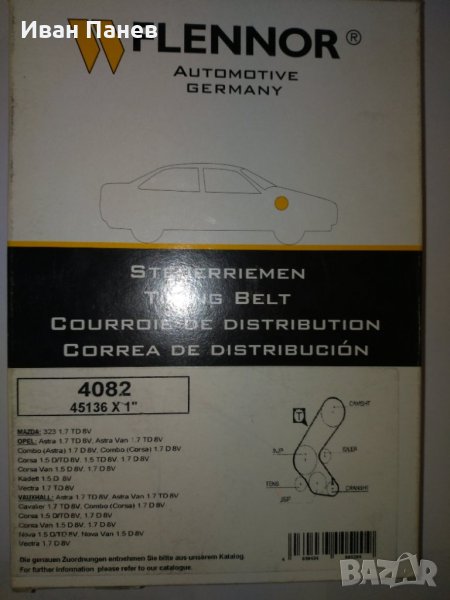 Иван Панев
FLENNOR®
AUTOMOTIVE
GERMANY
STEUERRIEMEN
TIMING BELT
COURROIE DE DISTRIBUTION
CORREA DE DISTRIBUCIÓN
4082
45136 X 1"
MAZDA: 323 1.7 TD 8V
OPEL: Astra 1.7 TD 8V, Astra Van 1.7 TD 8V
Combo (Astra) 1.7 D 8V, Combo (Corsa) 1.7 D 8V
Corsa 1.5 D/TD 8V, 1.5 TD 8V, 1.7 D 8V
Corsa Van 1.5 D 8V, 1.7 D 8V
Kadett 1.5 D 8V
Vectra 1.7 TD 8V
VAUXHALL: Astra 1.7 TD 8V, Astra Van 1.7 TD 8V
Cavalier 1.7 TD 8V, Combo (Corsa) 1.7 D 8V
Corsa 1.5 D/TD 8V, 1.7 D 8V
Corsa Van 1.5 D 8V, 1.7 D 8V
Nova 1.5 D/TD 8V, Nova Van 1.5 D 8V
Vectra 1.7 D 8V
CAMSHT
INJP
IDLER
TENS
CRANKSHT
Die genauen Zuordnungen entnehmen Sie bitte aus unserem Katalog.
For further information please refer to our catalogue.
BAZAR